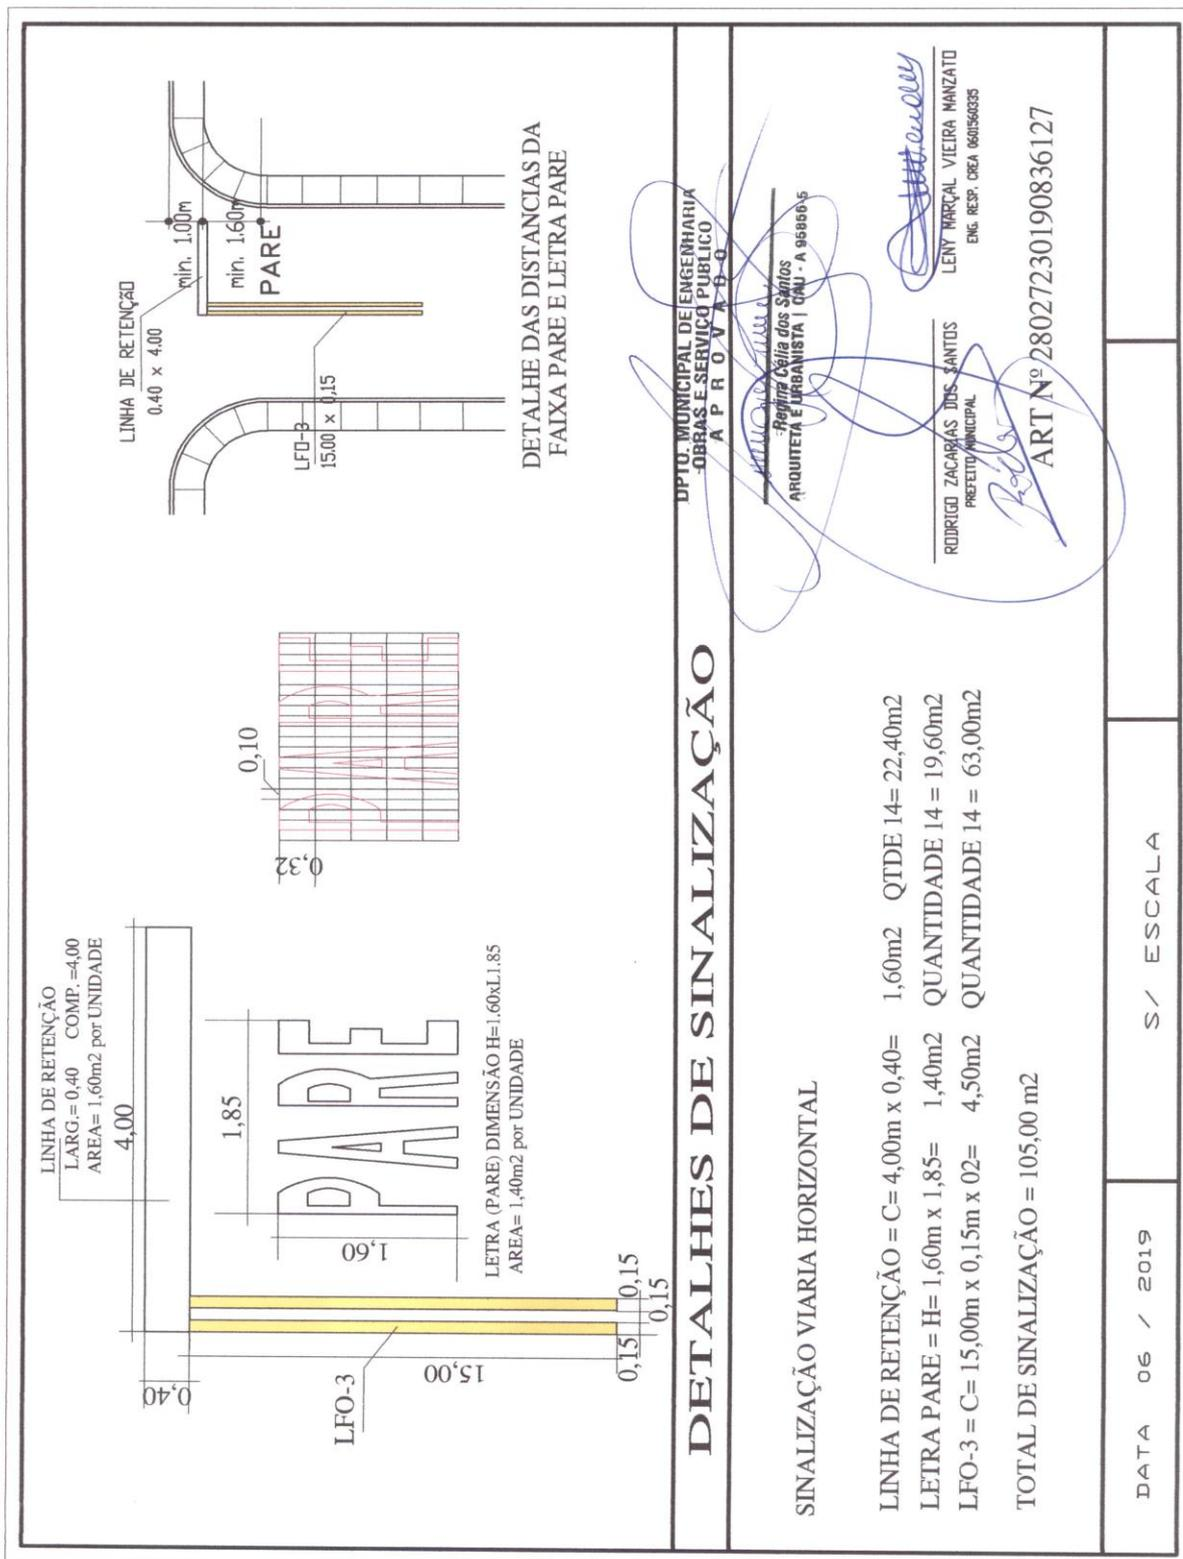 LINHA DE RETENÇÃO
LARG.= 0,40 COMP. =4,00
AREA= 1,60m2 por UNIDADE
4,00
0,40
1,85
PARE
1,60
LETRA (PARE) DIMENSÃO H=1.60xL1.85
AREA= 1,40m2 por UNIDADE
LFO-3
15,00
0,15
0,15
0,15
0,10
0,32
PARE
LINHA DE RETENÇÃO
0.40 x 4.00
min. 1.00m
min. 1.60m
PARE
LFO-3
15.00 x 0,15
DETALHE DAS DISTANCIAS DA
FAIXA PARE E LETRA PARE
DETALHES DE SINALIZAÇÃO
DPTO. MUNICIPAL DE ENGENHARIA
OBRAS E SERVIÇO PUBLICO
A P R O V A D O
Regina Célia dos Santos
ARQUITETA E URBANISTA | CAU - A 95856-5
SINALIZAÇÃO VIARIA HORIZONTAL
LINHA DE RETENÇÃO = C= 4,00m x 0,40= 1,60m2 QTDE 14= 22,40m2
LETRA PARE = H= 1,60m x 1,85= 1,40m2 QUANTIDADE 14 = 19,60m2
LFO-3 = C= 15,00m x 0,15m x 02= 4,50m2 QUANTIDADE 14 = 63,00m2
TOTAL DE SINALIZAÇÃO = 105,00 m2
RODRIGO ZACARIAS DOS SANTOS
PREFEITO MUNICIPAL
LENY MARÇAL VIEIRA MANZATO
ENG. RESP. CREA 0601560335
ART Nº 28027230190836127
DATA 06 / 2019
S/ ESCALA